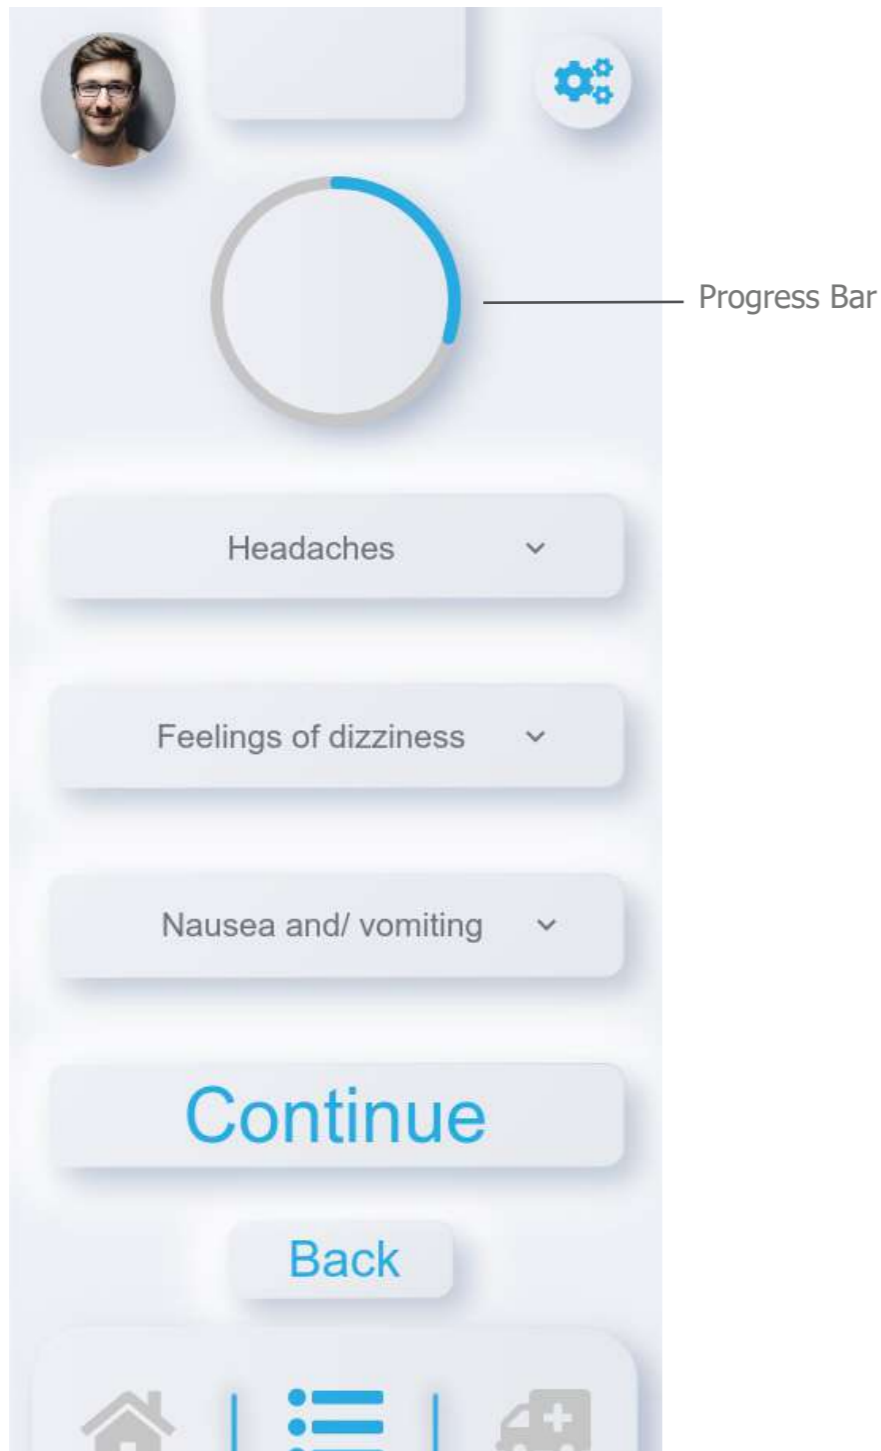 Progress Bar
Headaches
Feelings of dizziness
Nausea and/ vomiting
Continue
Back